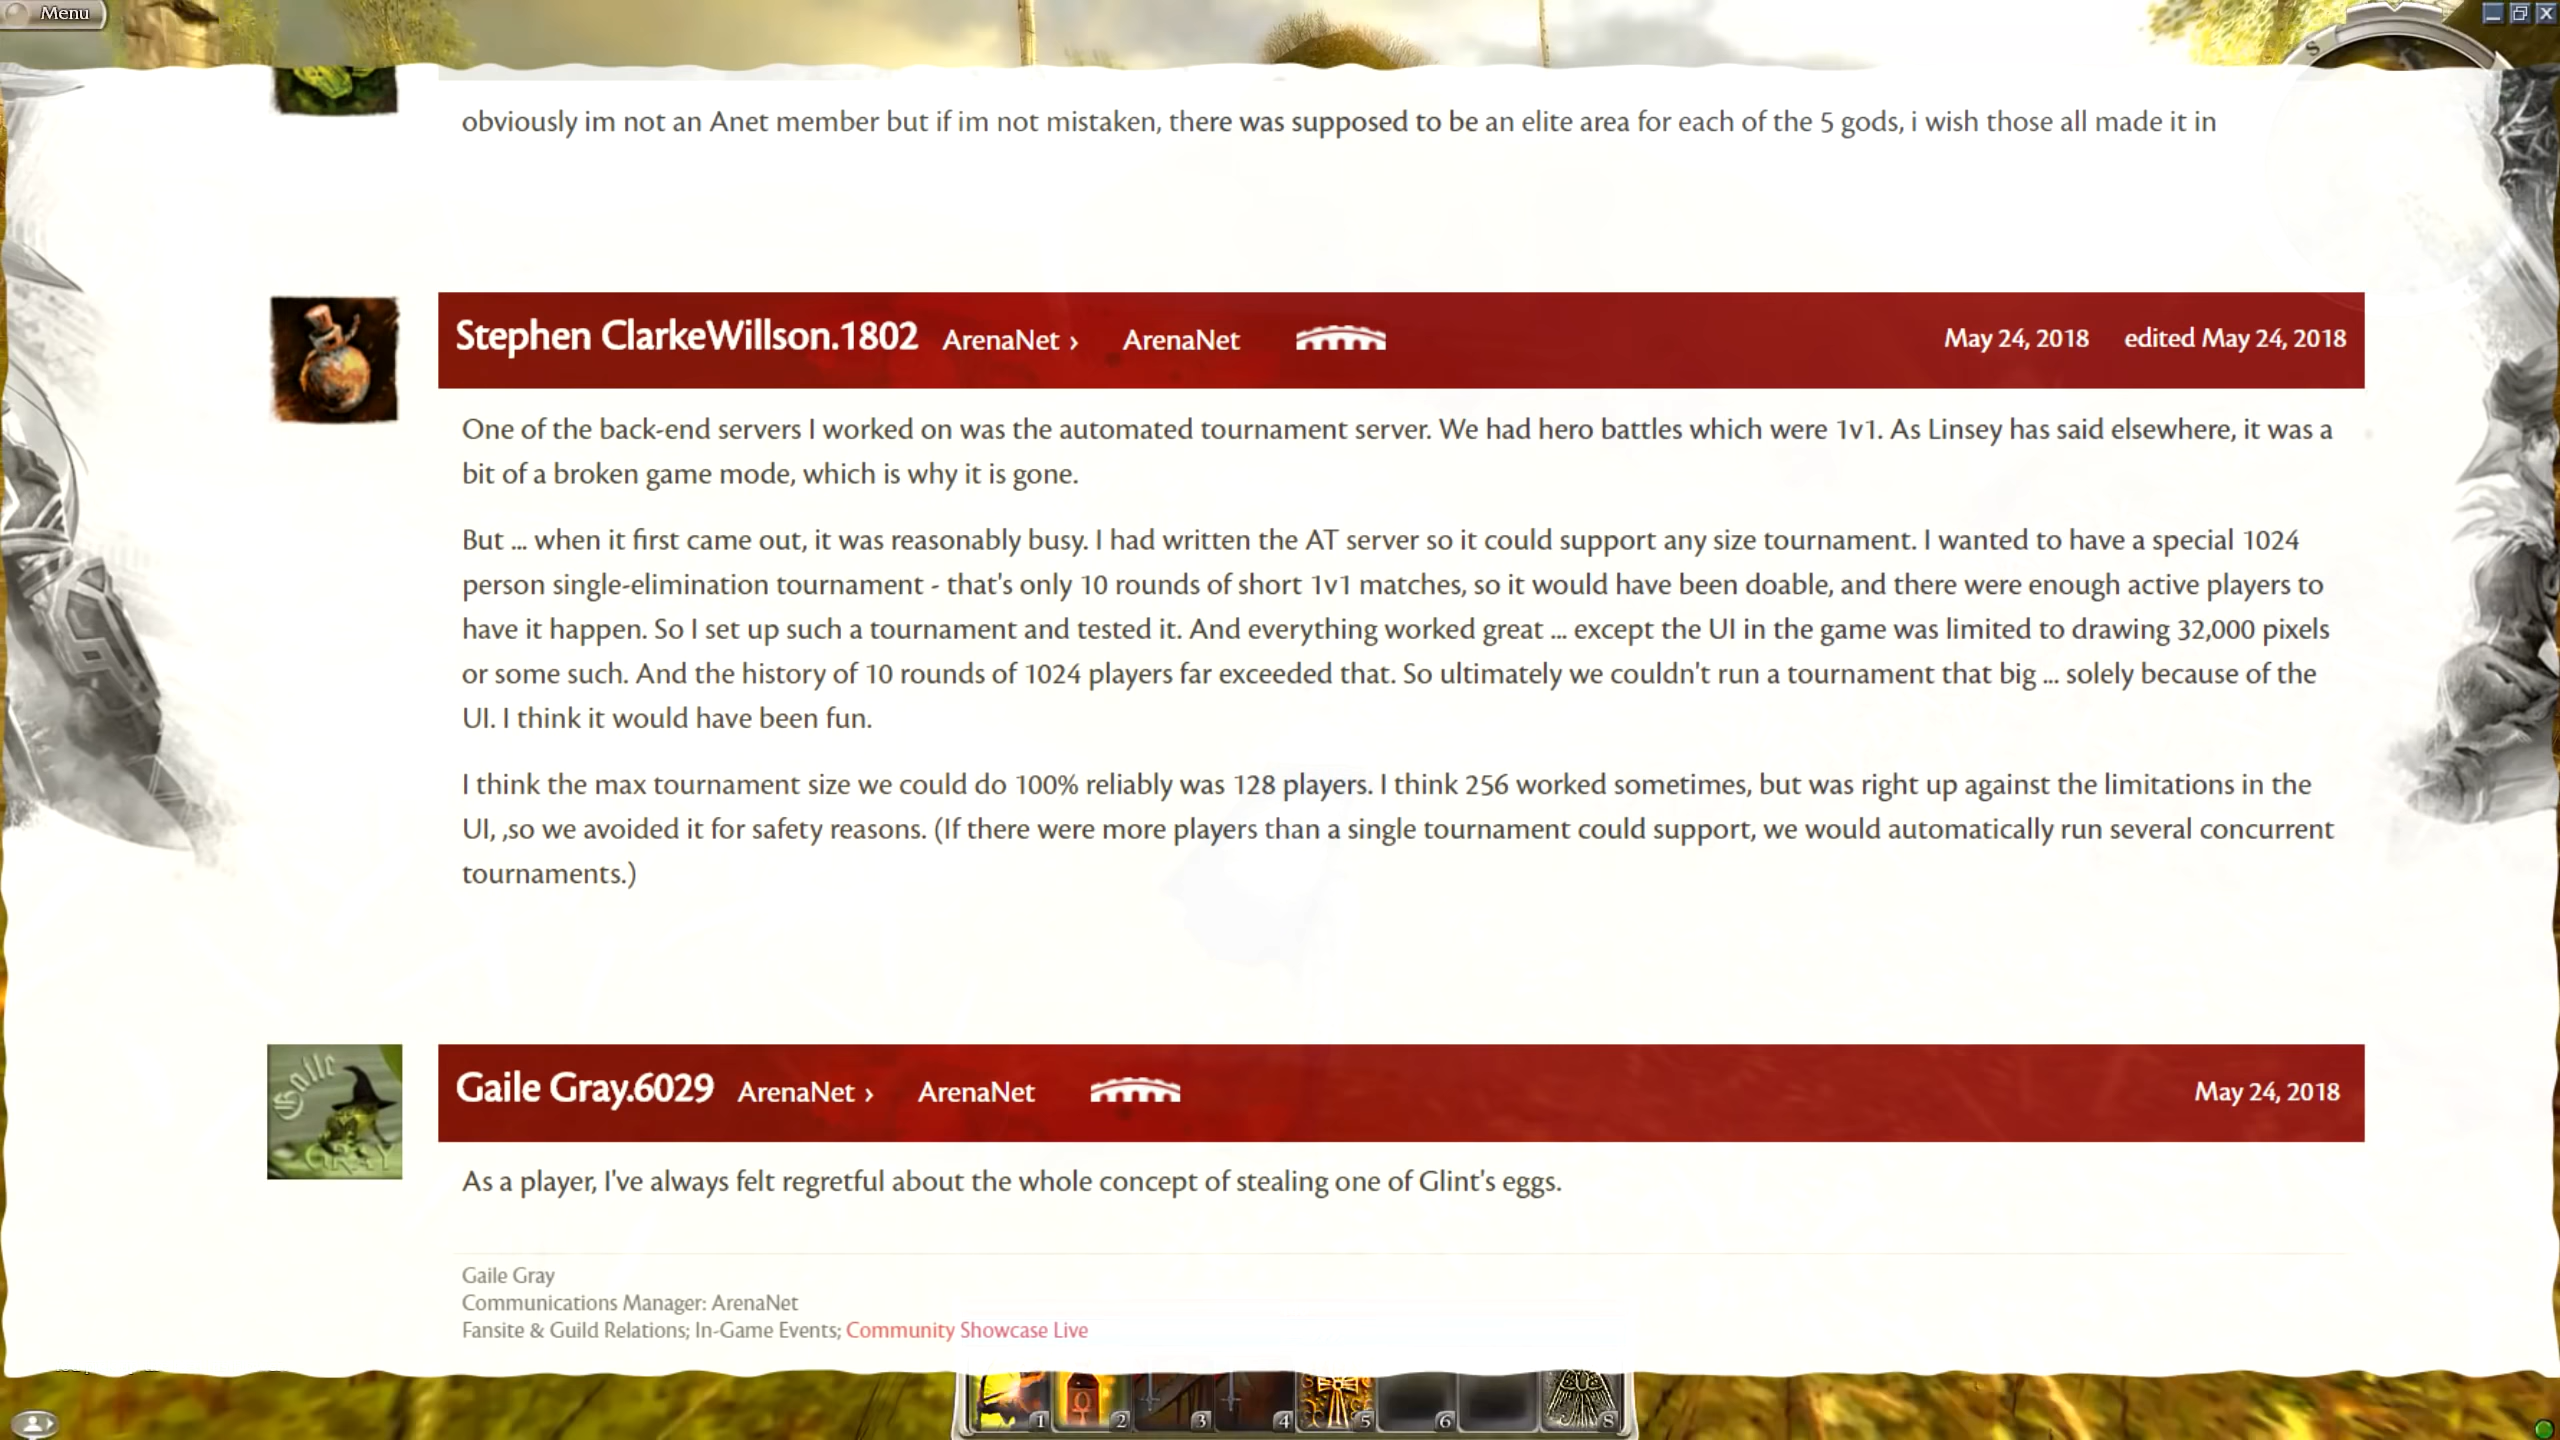 Menu
S
obviously im not an Anet member but if im not mistaken, there was supposed to be an elite area for each of the 5 gods, i wish those all made it in
Stephen ClarkeWillson.1802 ArenaNet › ArenaNet May 24, 2018 edited May 24, 2018
One of the back-end servers I worked on was the automated tournament server. We had hero battles which were 1v1. As Linsey has said elsewhere, it was a
bit of a broken game mode, which is why it is gone.
But ... when it first came out, it was reasonably busy. I had written the AT server so it could support any size tournament. I wanted to have a special 1024
person single-elimination tournament - that's only 10 rounds of short 1v1 matches, so it would have been doable, and there were enough active players to
have it happen. So I set up such a tournament and tested it. And everything worked great ... except the UI in the game was limited to drawing 32,000 pixels
or some such. And the history of 10 rounds of 1024 players far exceeded that. So ultimately we couldn't run a tournament that big ... solely because of the
UI. I think it would have been fun.
I think the max tournament size we could do 100% reliably was 128 players. I think 256 worked sometimes, but was right up against the limitations in the
UI, ,so we avoided it for safety reasons. (If there were more players than a single tournament could support, we would automatically run several concurrent
tournaments.)
Gaile
GRAY
Gaile Gray.6029 ArenaNet › ArenaNet May 24, 2018
As a player, I've always felt regretful about the whole concept of stealing one of Glint's eggs.
Gaile Gray
Communications Manager: ArenaNet
Fansite & Guild Relations; In-Game Events; Community Showcase Live
1 2 3 4 5 6 8